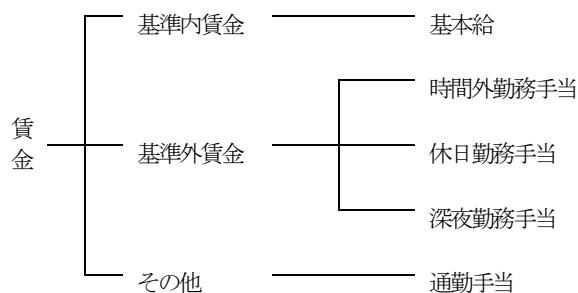 賃金
基準内賃金
基本給
基準外賃金
時間外勤務手当
休日勤務手当
深夜勤務手当
その他
通勤手当